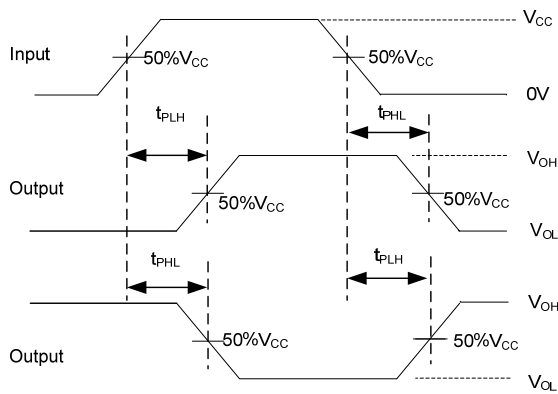 V_CC
Input
50%V_CC
50%V_CC
0V
t_PLH
t_PHL
V_OH
Output
50%V_CC
50%V_CC
V_OL
t_PHL
t_PLH
V_OH
50%V_CC
50%V_CC
Output
V_OL